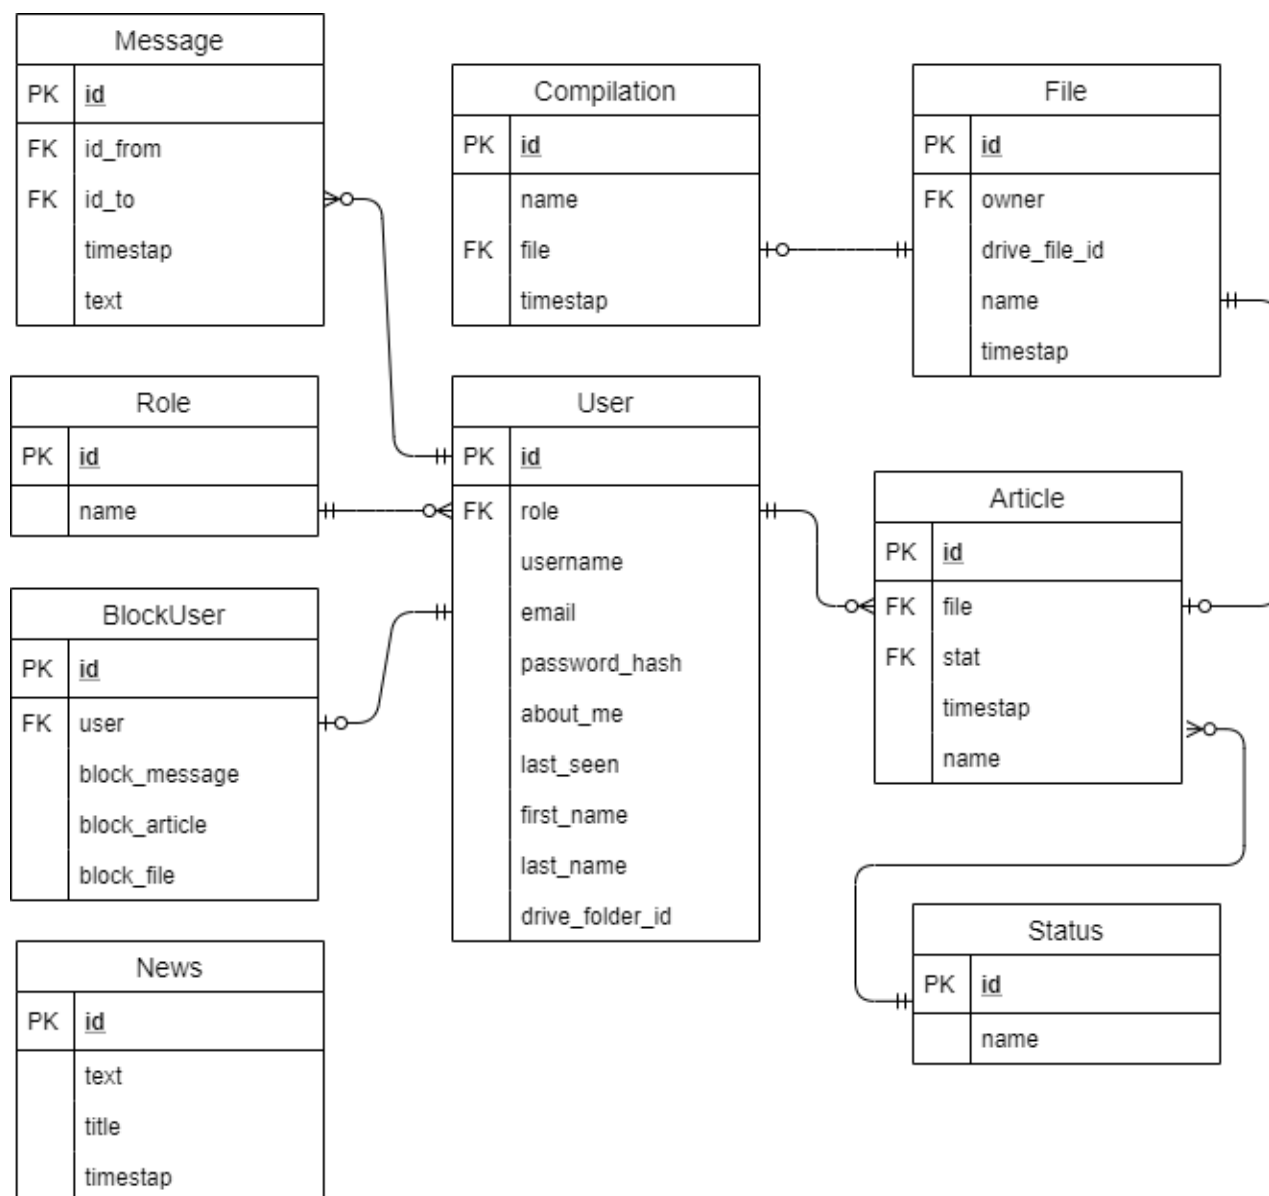 Message
PK id
FK id_from
FK id_to
timestap
text
Compilation
PK id
name
FK file
timestap
File
PK id
FK owner
drive_file_id
name
timestap
Role
PK id
name
User
PK id
FK role
username
email
password_hash
about_me
last_seen
first_name
last_name
drive_folder_id
Article
PK id
FK file
FK stat
timestap
name
BlockUser
PK id
FK user
block_message
block_article
block_file
Status
PK id
name
News
PK id
text
title
timestap